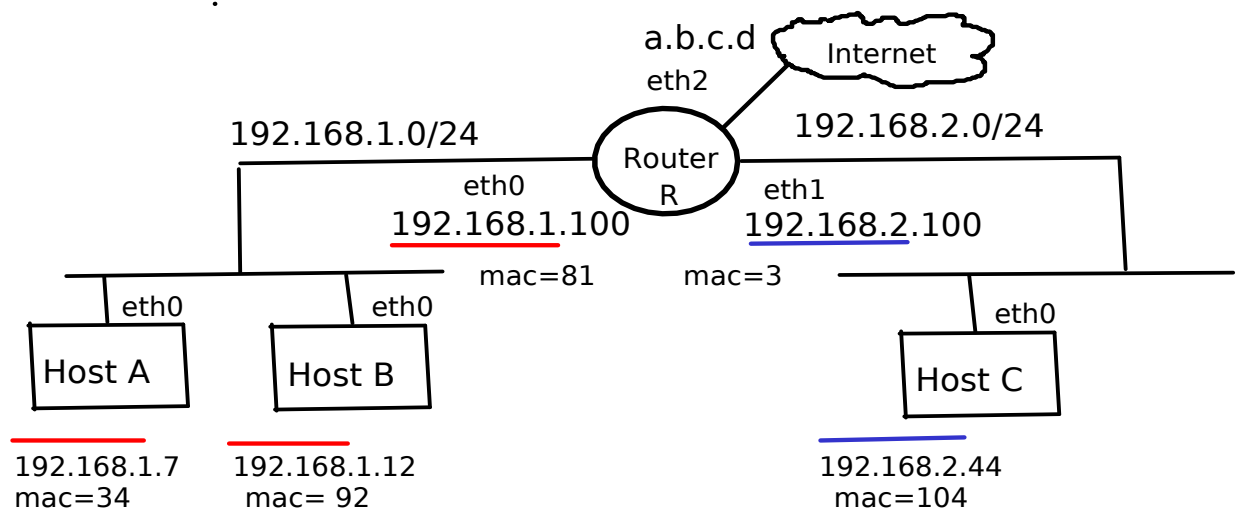 a.b.c.d
Internet
eth2
192.168.1.0/24
192.168.2.0/24
Router
R
eth0
eth1
192.168.1.100
192.168.2.100
mac=81
mac=3
eth0
eth0
eth0
Host A
Host B
Host C
192.168.1.7
mac=34
192.168.1.12
mac= 92
192.168.2.44
mac=104